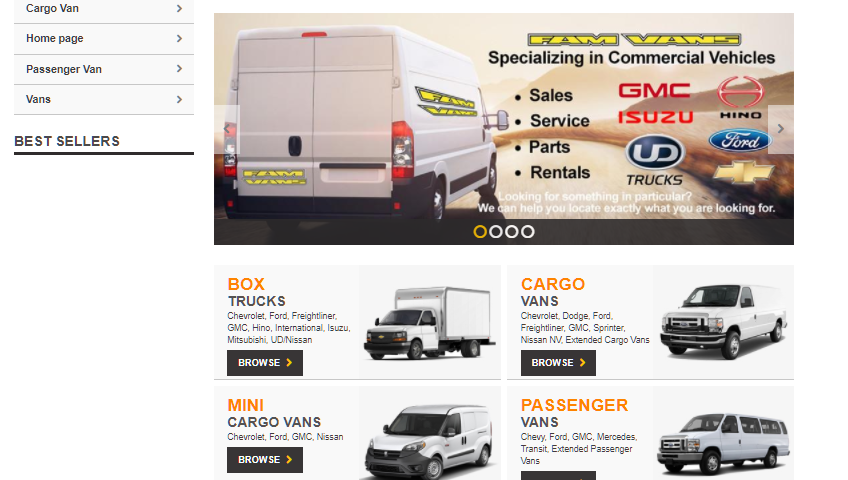 Cargo Van
Home page
Passenger Van
Vans
BEST SELLERS
FAM VANS
Specializing in Commercial Vehicles
• Sales
• Service
• Parts
• Rentals
GMC
HINO
ISUZU
Ford
UD
TRUCKS
FAM
VANS
FAM
VANS
Looking for something in particular?
We can help you locate exactly what you are looking for.
BOX
TRUCKS
Chevrolet, Ford, Freightliner,
GMC, Hino, International, Isuzu,
Mitsubishi, UD/Nissan
BROWSE
CARGO
VANS
Chevrolet, Dodge, Ford,
Freightliner, GMC, Sprinter,
Nissan NV, Extended Cargo Vans
BROWSE
MINI
CARGO VANS
Chevrolet, Ford, GMC, Nissan
BROWSE
PASSENGER
VANS
Chevy, Ford, GMC, Mercedes,
Transit, Extended Passenger
Vans